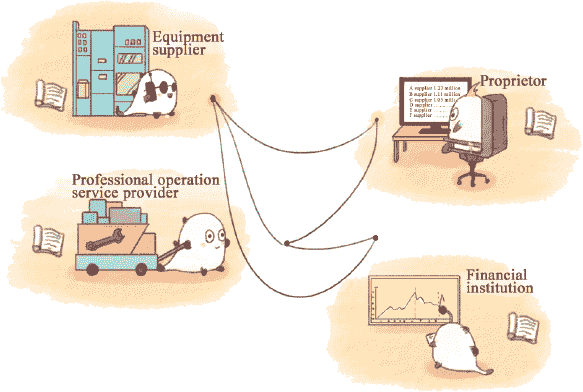 Equipment
supplier
Proprietor
A supplier 1.23 million
B supplier 1.11 million
C supplier 1.05 million
D supplier
E supplier
F supplier
Professional operation
service provider
Financial
institution